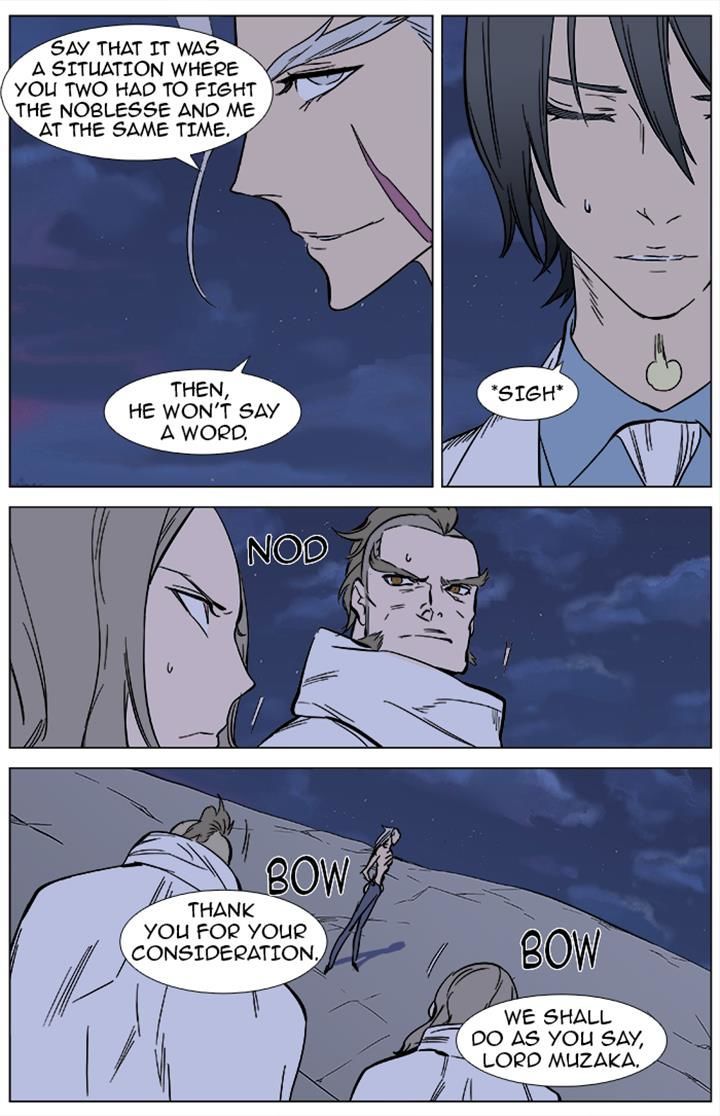 SAY THAT IT WAS
A SITUATION WHERE
YOU TWO HAD TO FIGHT
THE NOBLESSE AND ME
AT THE SAME TIME.
THEN,
HE WON'T SAY
A WORD.
*SIGH*
NOD
BOW
THANK
YOU FOR YOUR
CONSIDERATION.
BOW
WE SHALL
DO AS YOU SAY,
LORD MUZAKA.